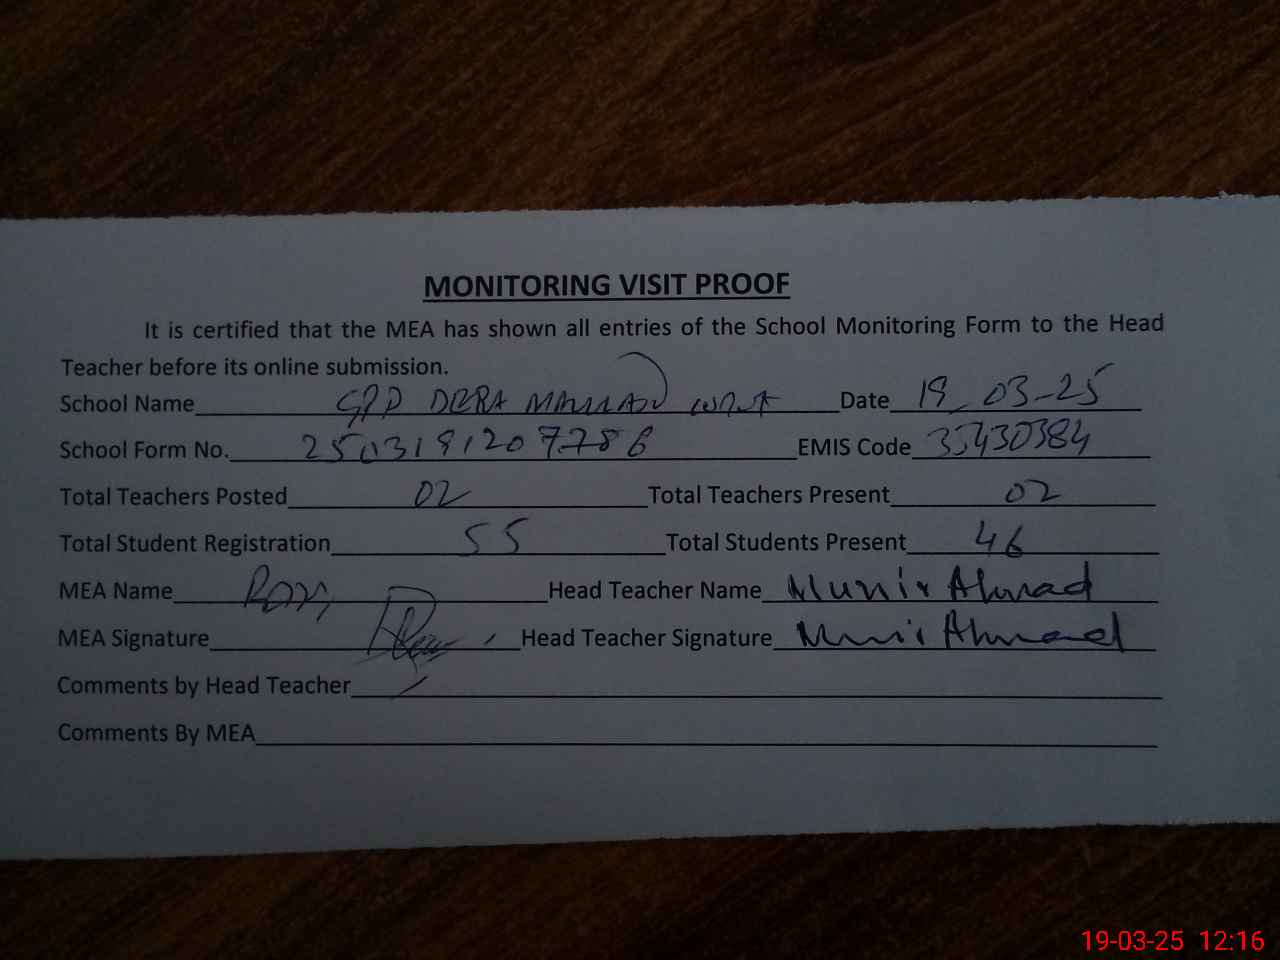 MONITORING VISIT PROOF
It is certified that the MEA has shown all entries of the School Monitoring Form to the Head
Teacher before its online submission.
School Name DERA Date 19-03-25
School Form No. EMIS Code
Total Teachers Posted 02 Total Teachers Present 02
Total Student Registration 55 Total Students Present 46
MEA Name Head Teacher Name Munir Ahmad
MEA Signature Head Teacher Signature Munir Ahmad
Comments by Head Teacher
Comments By MEA
19-03-25 12:16